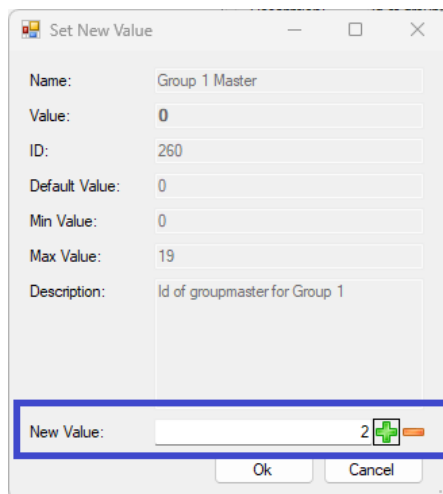 Set New Value
Name: Group 1 Master
Value: 0
ID: 260
Default Value: 0
Min Value: 0
Max Value: 19
Description: Id of groupmaster for Group 1
New Value: 2
Ok Cancel